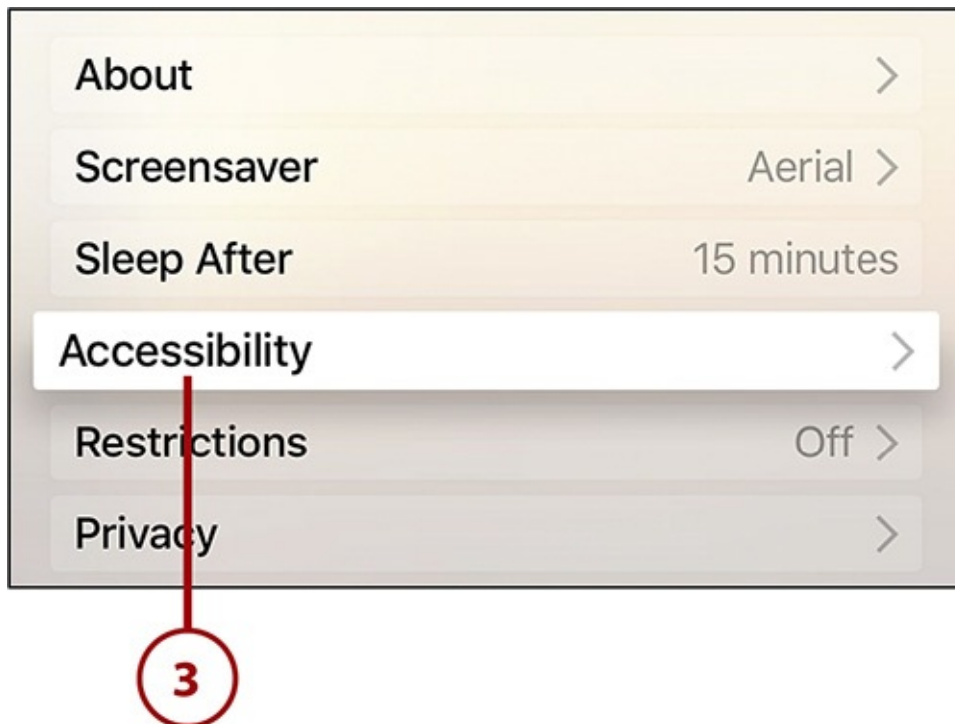 About
Screensaver Aerial
Sleep After 15 minutes
Accessibility
Restrictions Off
Privacy
3